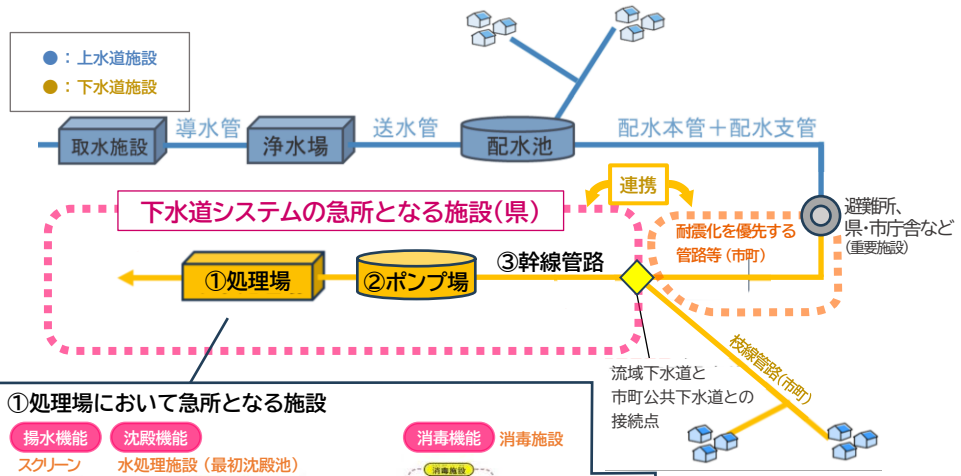 ●：上水道施設
●：下水道施設
取水施設
導水管
浄水場
送水管
配水池
配水本管＋配水支管
連携
避難所、
県・市庁舎など
(重要施設)
下水道システムの急所となる施設(県)
耐震化を優先する
管路等 (市町)
①処理場
②ポンプ場
③幹線管路
枝線管路(市町)
流域下水道と
市町公共下水道との
接続点
①処理場において急所となる施設
揚水機能
沈殿機能
消毒機能
消毒施設
スクリーン
水処理施設 (最初沈殿池)
消毒施設